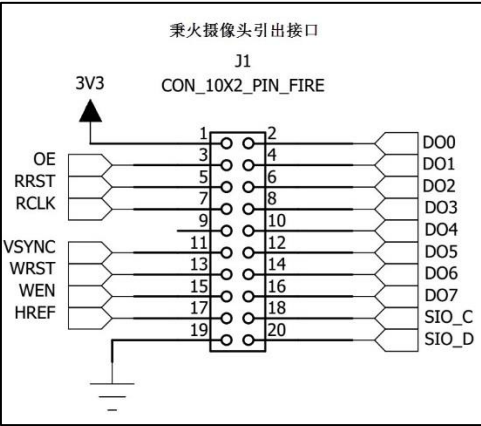 秉火摄像头引出接口
J1
CON_10X2_PIN_FIRE
3V3
1 2 DO0
OE 3 4 DO1
RRST 5 6 DO2
RCLK 7 8 DO3
9 10 DO4
VSYNC 11 12 DO5
WRST 13 14 DO6
WEN 15 16 DO7
HREF 17 18 SIO_C
19 20 SIO_D